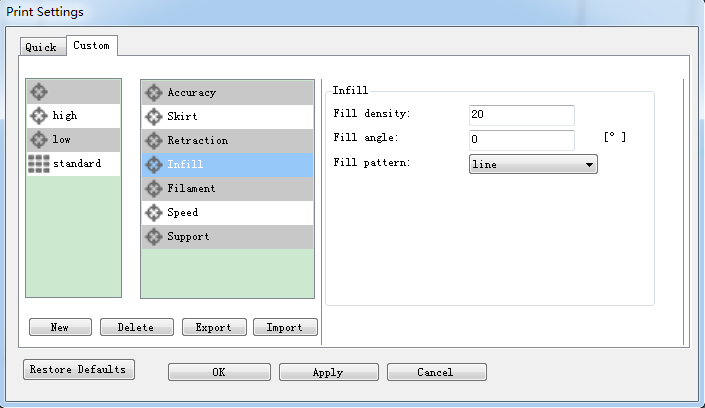 Print Settings
Quick
Custom
high
low
standard
Accuracy
Skirt
Retraction
Infill
Filament
Speed
Support
Infill
Fill density: 20
Fill angle: 0 [° ]
Fill pattern: line
New
Delete
Export
Import
Restore Defaults
OK
Apply
Cancel